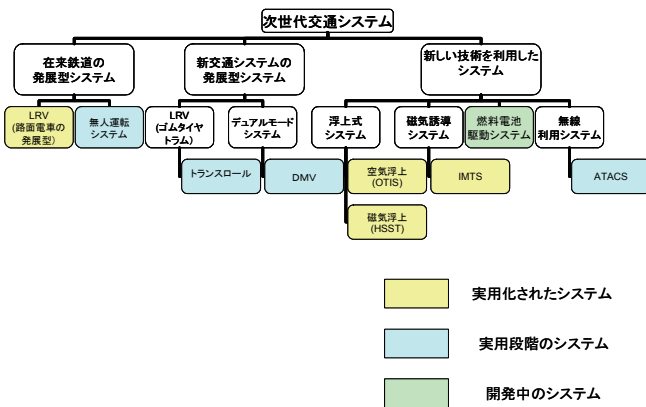 次世代交通システム
在来鉄道の
発展型システム
新交通システムの
発展型システム
新しい技術を利用した
システム
LRV
(路面電車の
発展型)
無人運転
システム
LRV
(ゴムタイヤ
トラム)
デュアルモード
システム
浮上式
システム
磁気誘導
システム
燃料電池
駆動システム
無線
利用システム
トランスロール
DMV
空気浮上
(OTIS)
IMTS
ATACS
磁気浮上
(HSST)
実用化されたシステム
実用段階のシステム
開発中のシステム